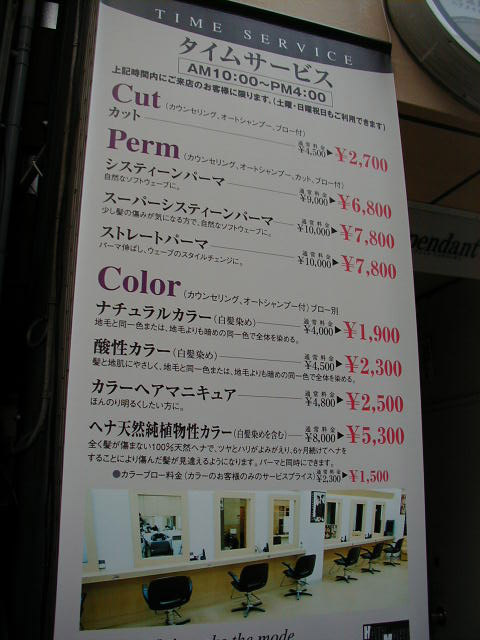 TIME SERVICE
タイムサービス
AM10:00〜PM4:00
上記時間内にご来店のお客様に限ります。(土曜・日曜祝日もご利用できます)
Cut (カウンセリング、オートシャンプー、ブロー付)
カット 通常料金 ¥4,500▶¥2,700
Perm (カウンセリング、オートシャンプー、カット、ブロー付)
システィーンパーマ 通常料金 ¥9,000▶¥6,800
自然なソフトウェーブに。
スーパーシスティーンパーマ 通常料金 ¥10,000▶¥7,800
少し髪の傷みが気になる方で、自然なソフトウェーブに。
ストレートパーマ 通常料金 ¥10,000▶¥7,800
パーマ伸ばし、ウェーブのスタイルチェンジに。
Color (カウンセリング、オートシャンプー付)ブロー別
ナチュラルカラー(白髪染め) 通常料金 ¥4,000▶¥1,900
地毛と同一色または、地毛よりも暗めの同一色で全体を染める。
酸性カラー(白髪染め) 通常料金 ¥4,500▶¥2,300
髪と地肌にやさしく、地毛と同一色または、地毛よりも暗めの同一色で全体を染める。
カラーヘアマニキュア 通常料金 ¥4,800▶¥2,500
ほんのり明るくしたい方に。
ヘナ天然純植物性カラー(白髪染めを含む) 通常料金 ¥8,000▶¥5,300
全く髪が傷まない100%天然ヘナで、ツヤとハリがよみがえり、6ヶ月続けてヘナを
することにより傷んだ髪が見違えるようになります。パーマと同時にできます。
●カラーブロー料金(カラーのお客様のみのサービスプライス) 通常料金 ¥2,300▶¥1,500
the mode
pendant